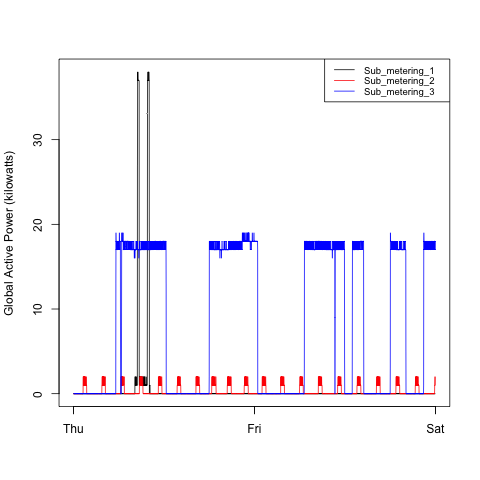 Sub_metering_1
Sub_metering_2
Sub_metering_3
Global Active Power (kilowatts)
30
20
10
0
Thu Fri Sat